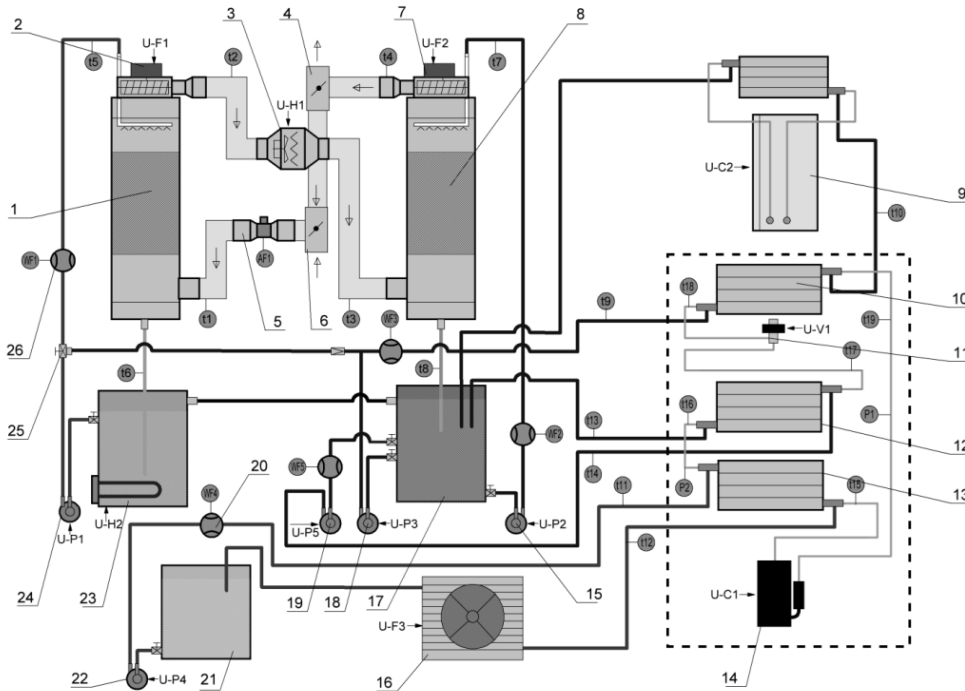 2
3
4
7
8
U-F1
U-F2
t5
t2
t4
t7
U-H1
U-C2
9
1
t10
WF1
AF1
t18
t9
10
t1
5
6
t3
WF3
U-V1
t19
11
26
t17
t6
t8
t16
P1
25
t13
12
WF2
20
WF5
t14
WF4
P2
t11
t15
13
U-H2
U-P1
U-P5
U-P3
U-P2
t12
24
23
19
18
17
15
U-C1
U-F3
22
U-P4
21
16
14